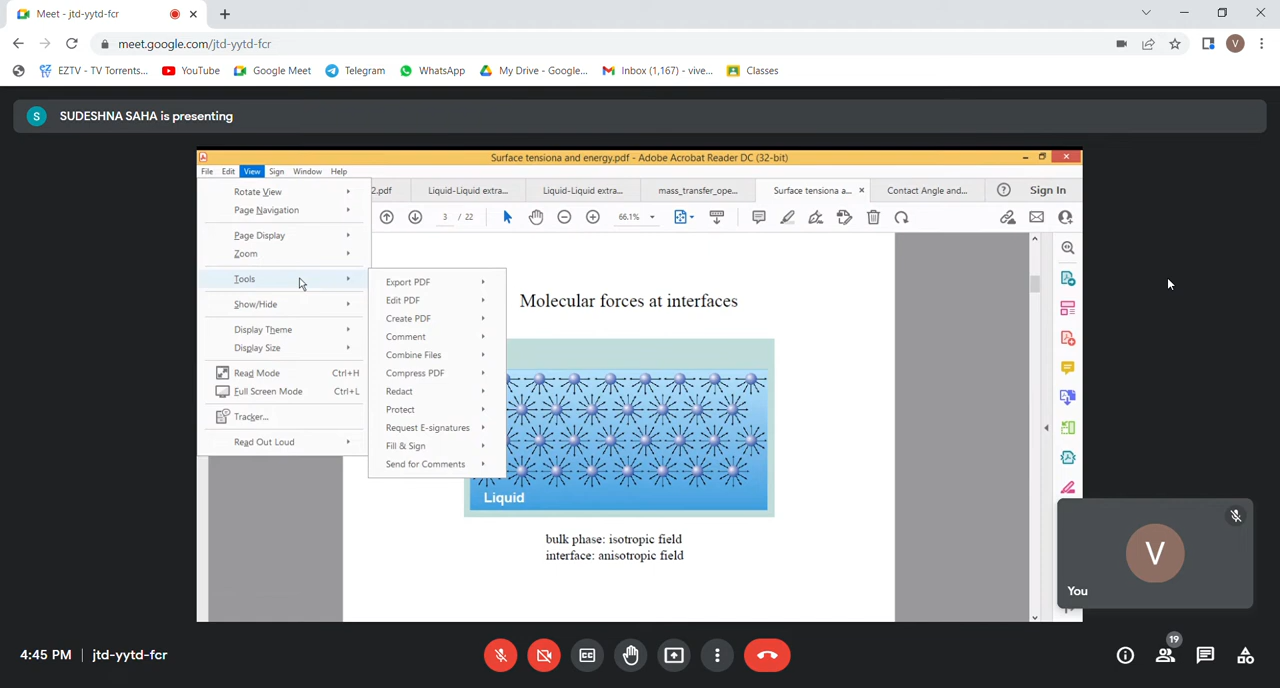 Meet - jtd-yytd-fcr
meet.google.com/jtd-yytd-fcr
EZTV - TV Torrents... YouTube Google Meet Telegram WhatsApp My Drive - Google... Inbox (1,167) - vive... Classes
S SUDESHNA SAHA is presenting
Surface tensiona and energy.pdf - Adobe Acrobat Reader DC (32-bit)
File Edit View Sign Window Help
2.pdf Liquid-Liquid extra... Liquid-Liquid extra... mass_transfer_ope... Surface tensiona a... Contact Angle and... Sign In
3 / 22 66.1%
Rotate View
Page Navigation
Page Display
Zoom
Tools
Show/Hide
Display Theme
Display Size
Read Mode Ctrl+H
Full Screen Mode Ctrl+L
Tracker...
Read Out Loud
Export PDF
Edit PDF
Create PDF
Comment
Combine Files
Compress PDF
Redact
Protect
Request E-signatures
Fill & Sign
Send for Comments
Molecular forces at interfaces
Liquid
bulk phase: isotropic field
interface: anisotropic field
V
V
You
4:45 PM | jtd-yytd-fcr
19